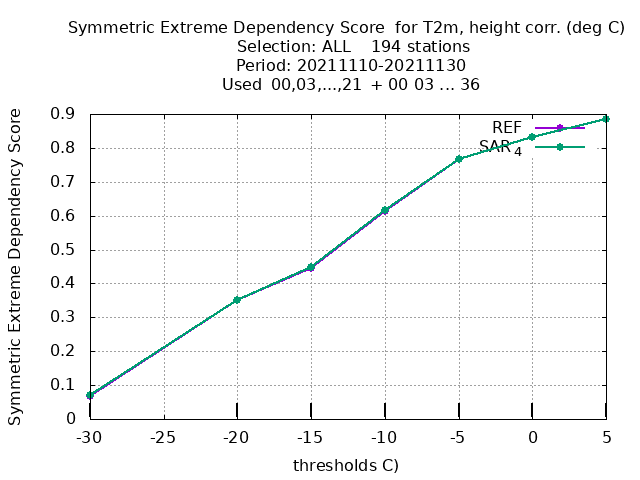 Symmetric Extreme Dependency Score  for T2m, height corr. (deg C)
Selection: ALL    194 stations
Period: 20211110-20211130
Used  00,03,...,21  + 00 03 ... 36
Symmetric Extreme Dependency Score
0.9
0.8
0.7
0.6
0.5
0.4
0.3
0.2
0.1
0
REF
SAR4
-30
-25
-20
-15
-10
-5
0
5
thresholds C)